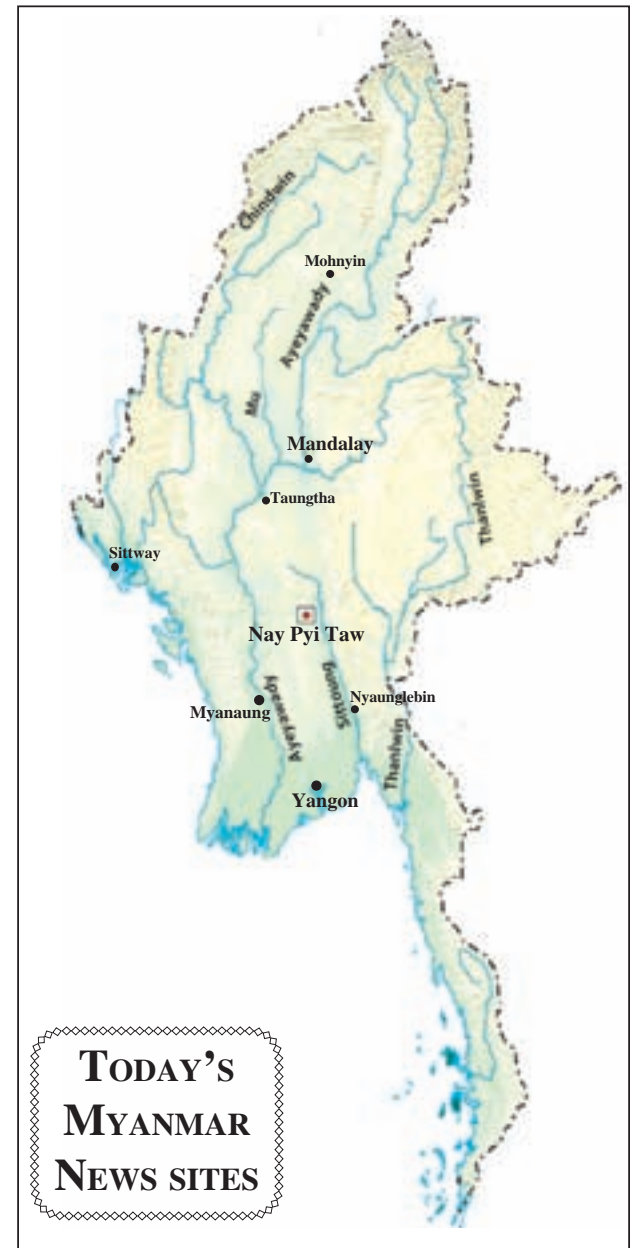 Chindwin
Mohnyin
Ayeyawady
Mu
Mandalay
Taungtha
Thanlwin
Sittway
Nay Pyi Taw
Sittoung
Nyaunglebin
Myanaung
Ayeyawady
Thanlwin
Yangon
TODAY'S
MYANMAR
NEWS SITES